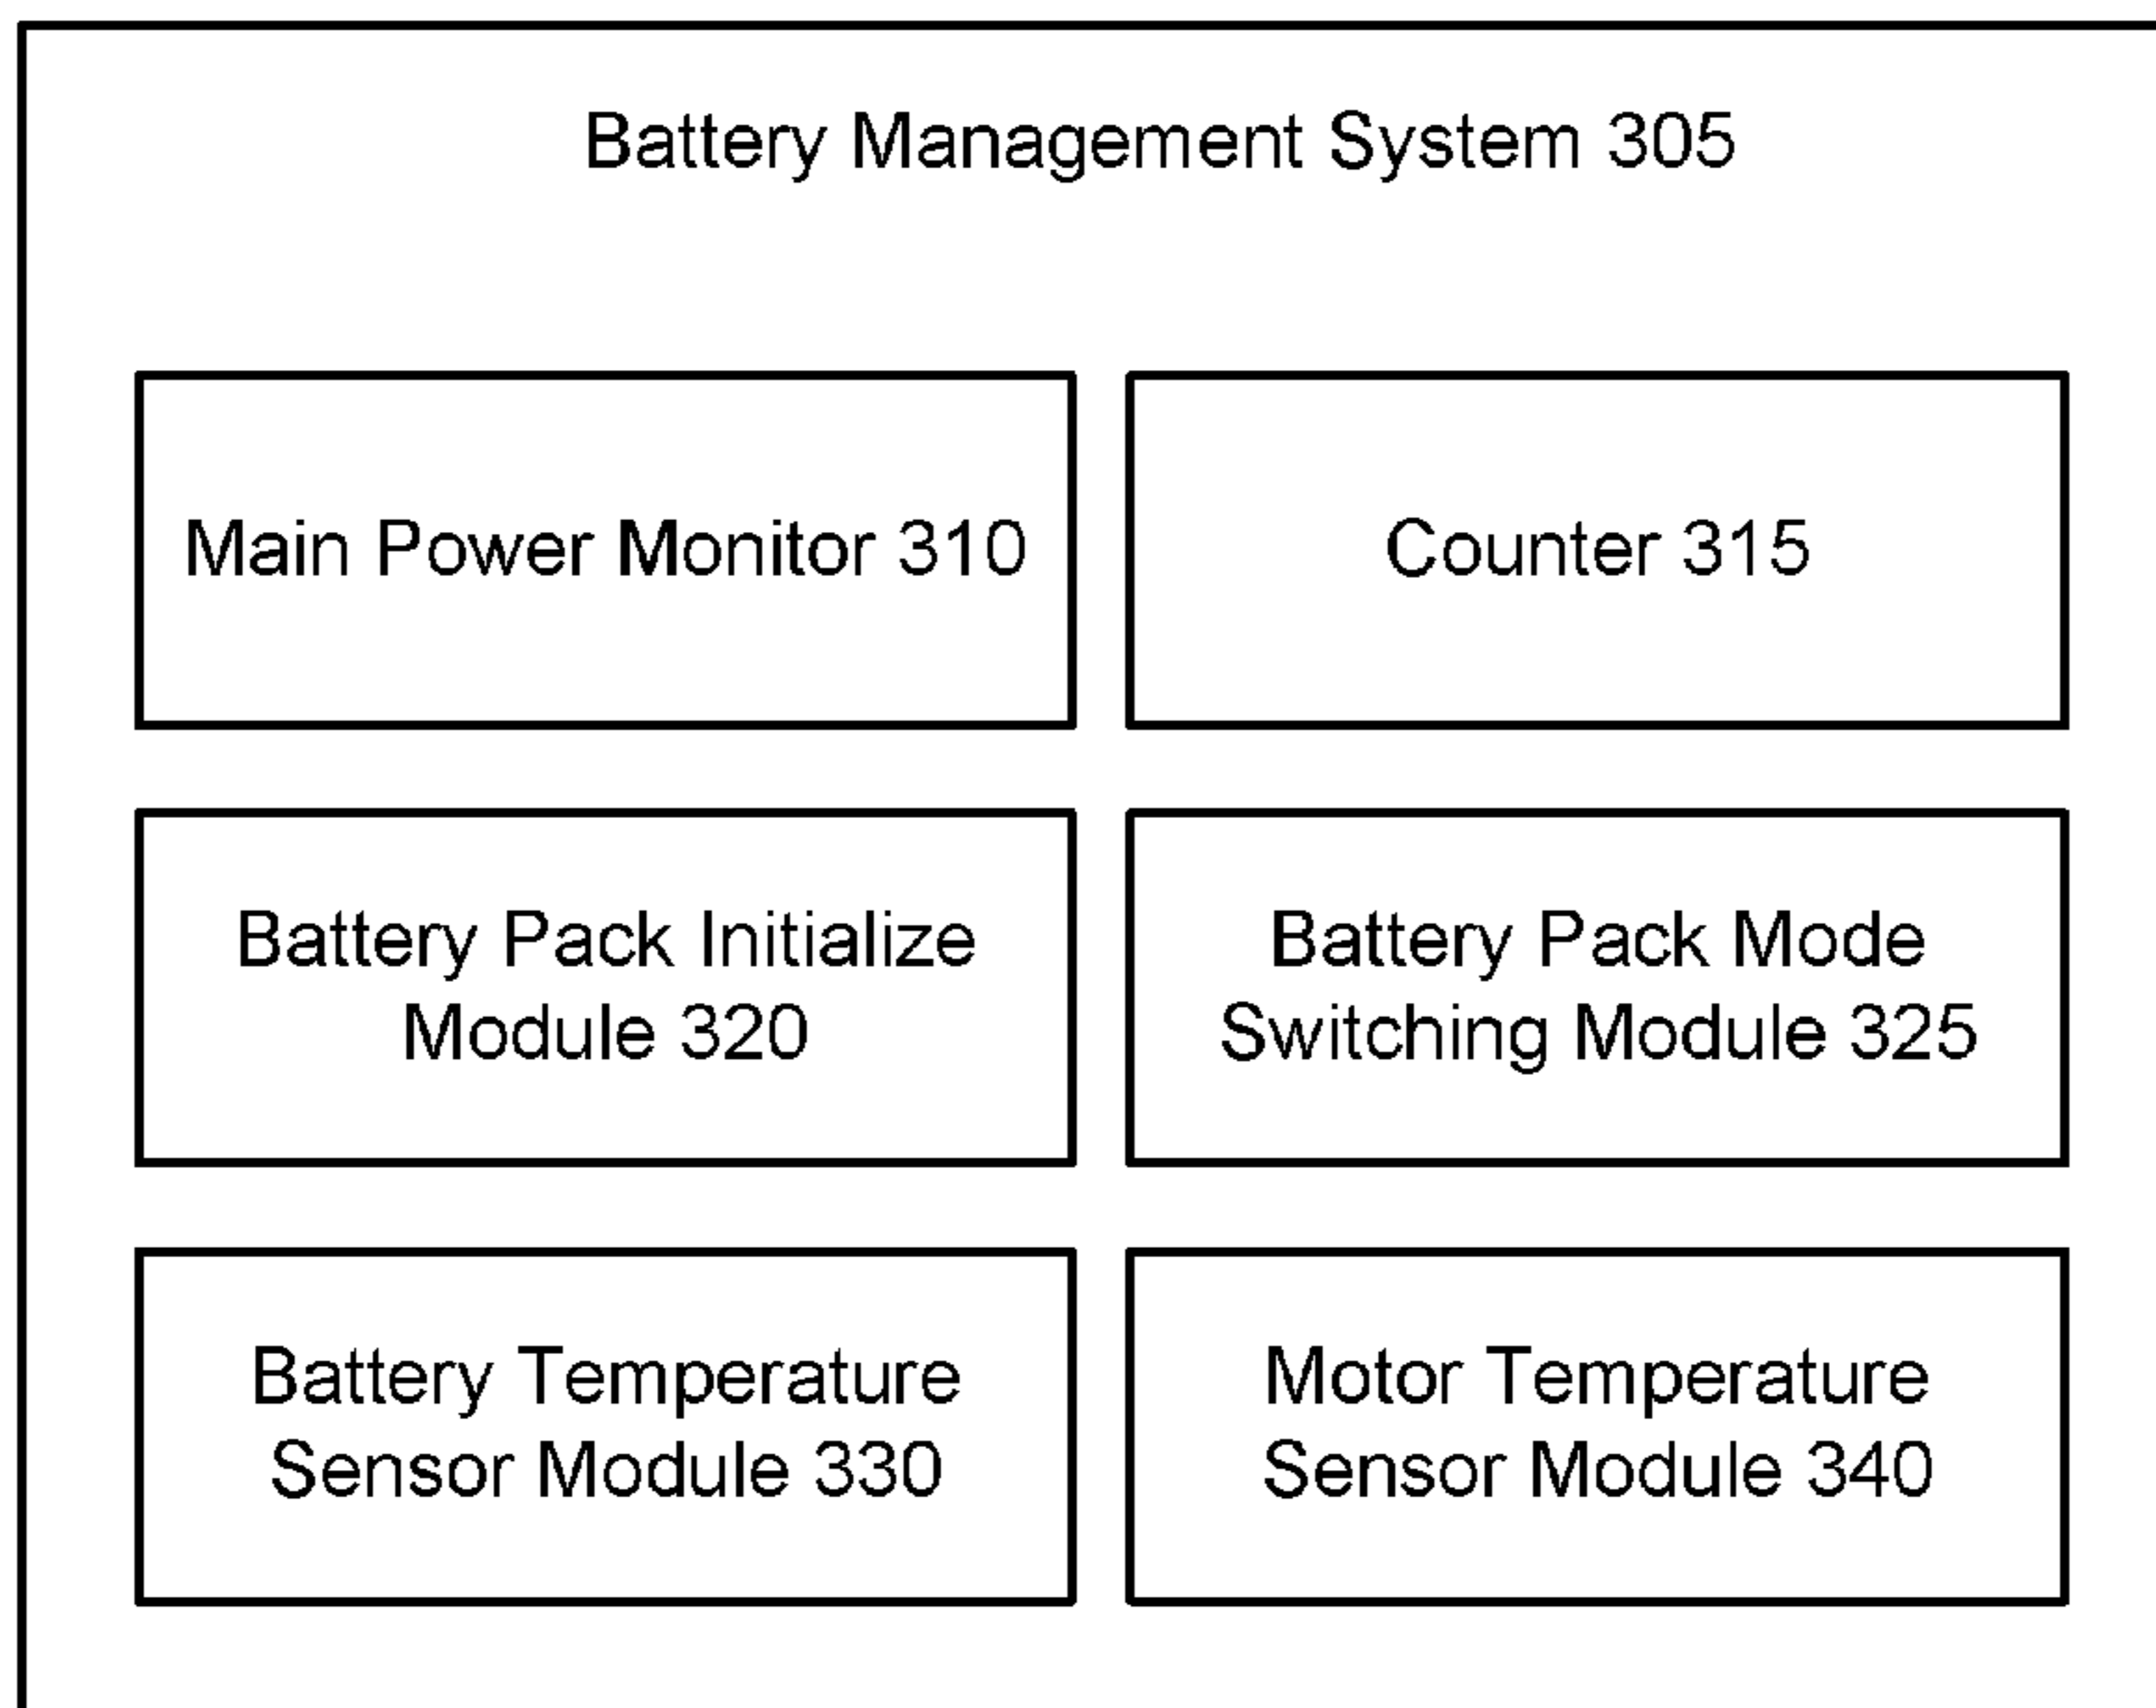 Battery Management System 305
Main Power Monitor 310
Counter 315
Battery Pack Initialize
Module 320
Battery Pack Mode
Switching Module 325
Battery Temperature
Sensor Module 330
Motor Temperature
Sensor Module 340